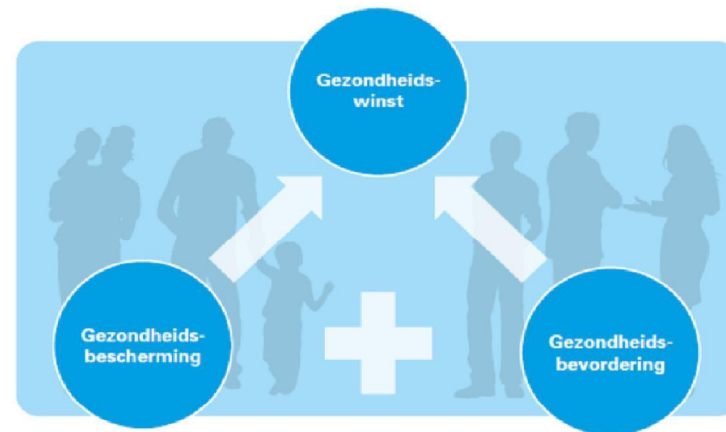 Gezondheids-
winst
Gezondheids-
bescherming
Gezondheids-
bevordering